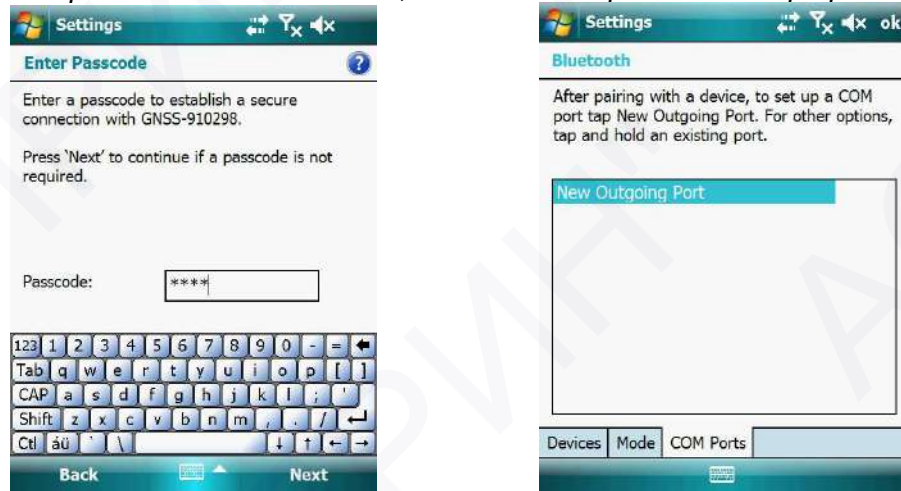 Settings
Enter Passcode
Enter a passcode to establish a secure
connection with GNSS-910298.
Press `Next' to continue if a passcode is not
required.
Passcode: ****
123 1 2 3 4 5 6 7 8 9 0 - =
Tab q w e r t y u i o p [ ]
CAP a s d f g h j k l ; '
Shift z x c v b n m , . /
Ctl áü ` \
Back Next
Settings ok
Bluetooth
After pairing with a device, to set up a COM
port tap New Outgoing Port. For other options,
tap and hold an existing port.
New Outgoing Port
Devices Mode COM Ports